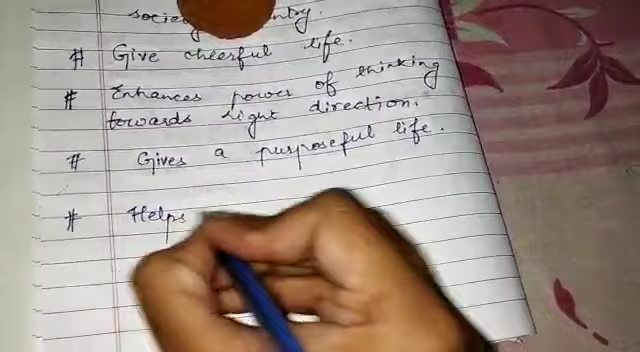 # Give cheerful life.
# Enhances power of thinking
towards right direction.
# Gives a purposeful life.
# Helps